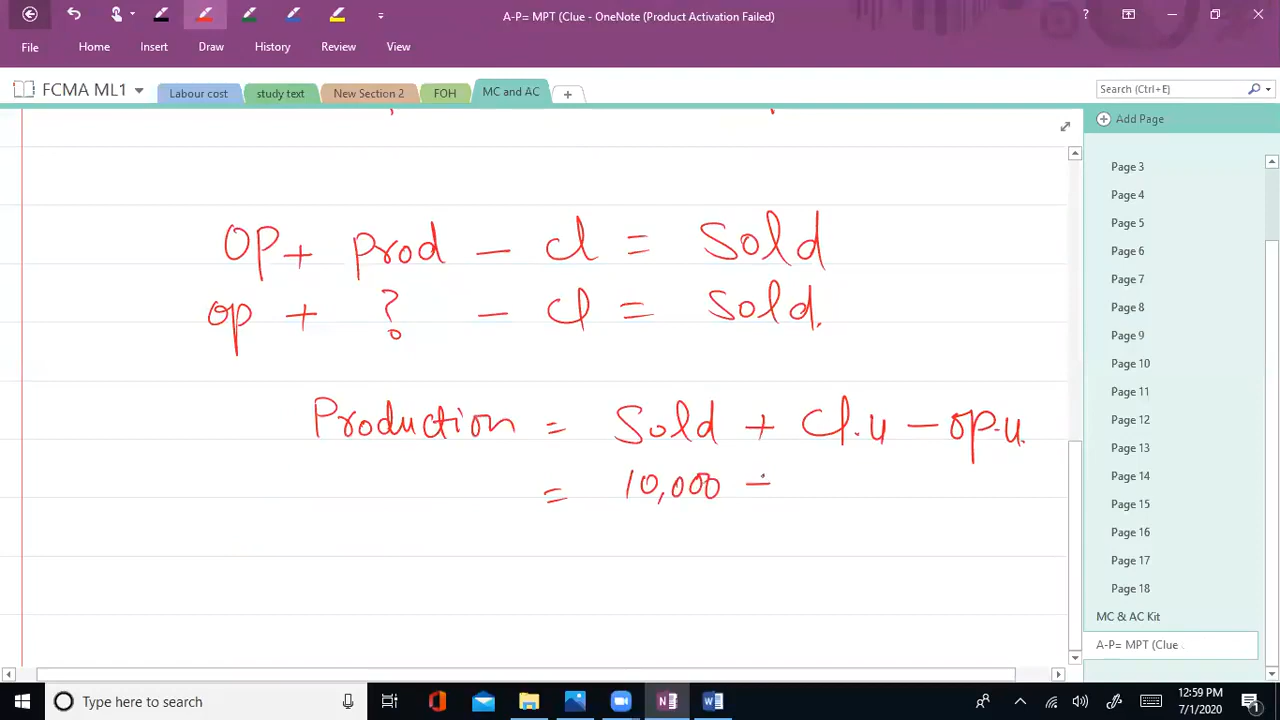 A-P= MPT (Clue - OneNote (Product Activation Failed)
?
File Home Insert Draw History Review View
FCMA ML1
Labour cost study text New Section 2 FOH MC and AC
Search (Ctrl+E)
Add Page
Page 3
Page 4
Page 5
Page 6
Page 7
Page 8
Page 9
Page 10
Page 11
Page 12
Page 13
Page 14
Page 15
Page 16
Page 17
Page 18
MC & AC Kit
A-P= MPT (Clue
OP + prod - cl = Sold
op + ? - cl = Sold.
Production = Sold + Cl.u - op.u.
= 10,000 -
Type here to search
12:59 PM
7/1/2020
1